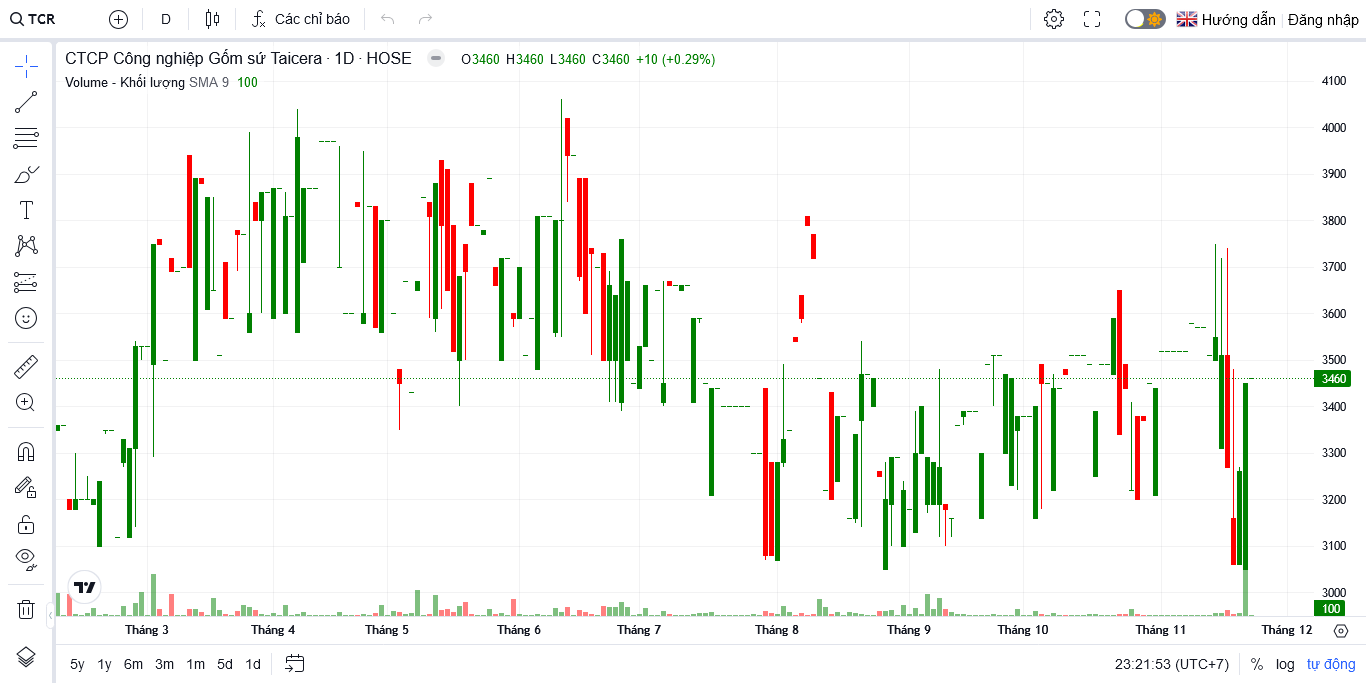 TCR D Các chỉ báo Hướng dẫn Đăng nhập
CTCP Công nghiệp Gốm sứ Taicera · 1D · HOSE O3460 H3460 L3460 C3460 +10 (+0.29%)
Volume - Khối lượng SMA 9 100
4100
4000
3900
3800
3700
3600
3500
3460
3400
3300
3200
3100
3000
100
Tháng 3 Tháng 4 Tháng 5 Tháng 6 Tháng 7 Tháng 8 Tháng 9 Tháng 10 Tháng 11 Tháng 12
5y 1y 6m 3m 1m 5d 1d 23:21:53 (UTC+7) % log tự động